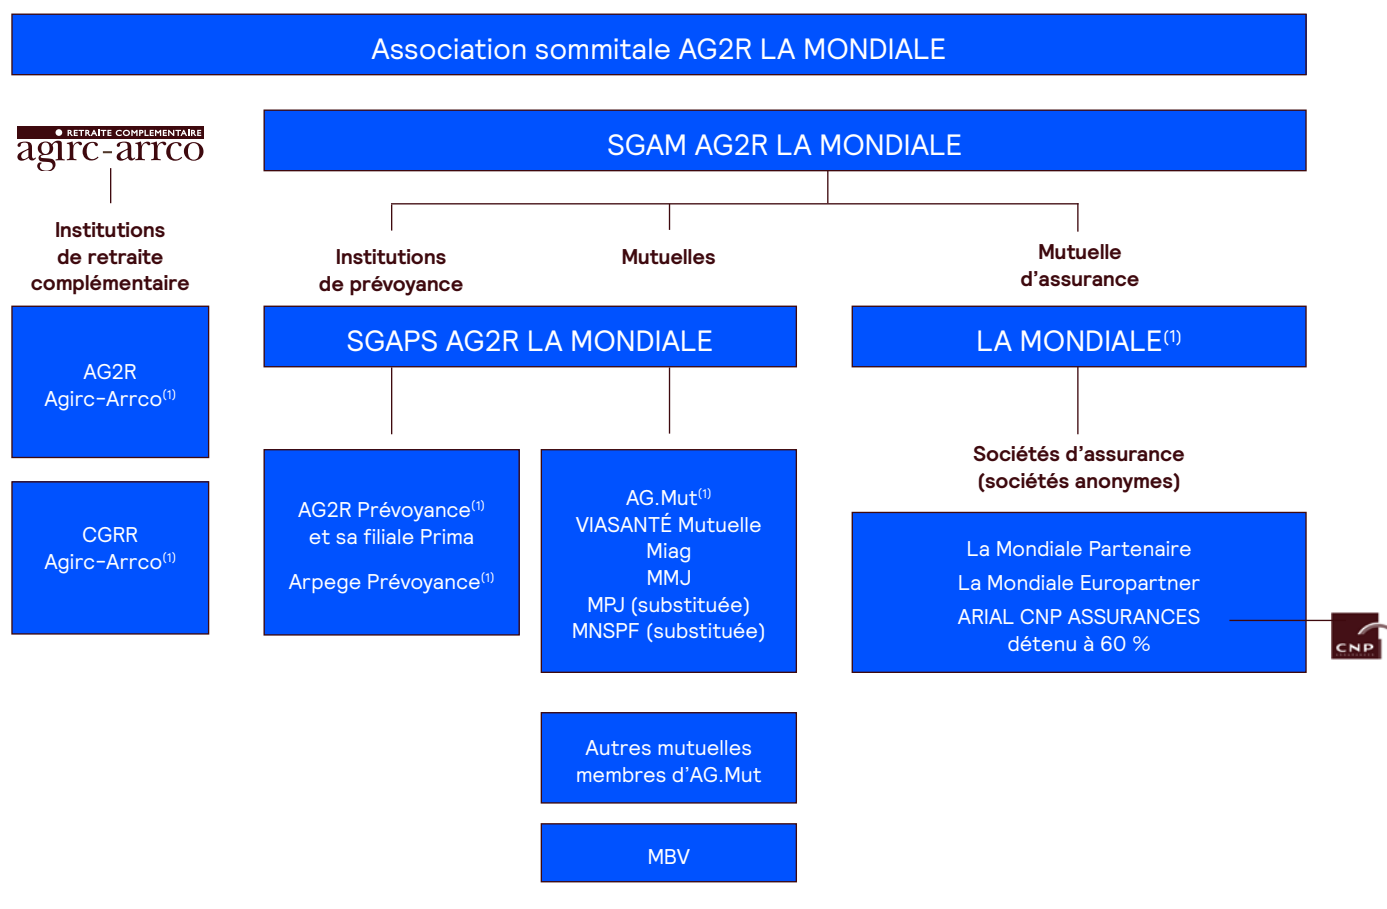 Association sommitale AG2R LA MONDIALE
RETRAITE COMPLEMENTAIRE
agirc-arrco
SGAM AG2R LA MONDIALE
Institutions
de retraite
complémentaire
Institutions
de prévoyance
Mutuelles
Mutuelle
d’assurance
AG2R
Agirc-Arrco(1)
CGRR
Agirc-Arrco(1)
SGAPS AG2R LA MONDIALE
LA MONDIALE(1)
AG2R Prévoyance(1)
et sa filiale Prima
Arpege Prévoyance(1)
AG.Mut(1)
VIASANTÉ Mutuelle
Miag
MMJ
MPJ (substituée)
MNSPF (substituée)
Autres mutuelles
membres d’AG.Mut
MBV
Sociétés d’assurance
(sociétés anonymes)
La Mondiale Partenaire
La Mondiale Europartner
ARIAL CNP ASSURANCES
détenu à 60 %
CNP